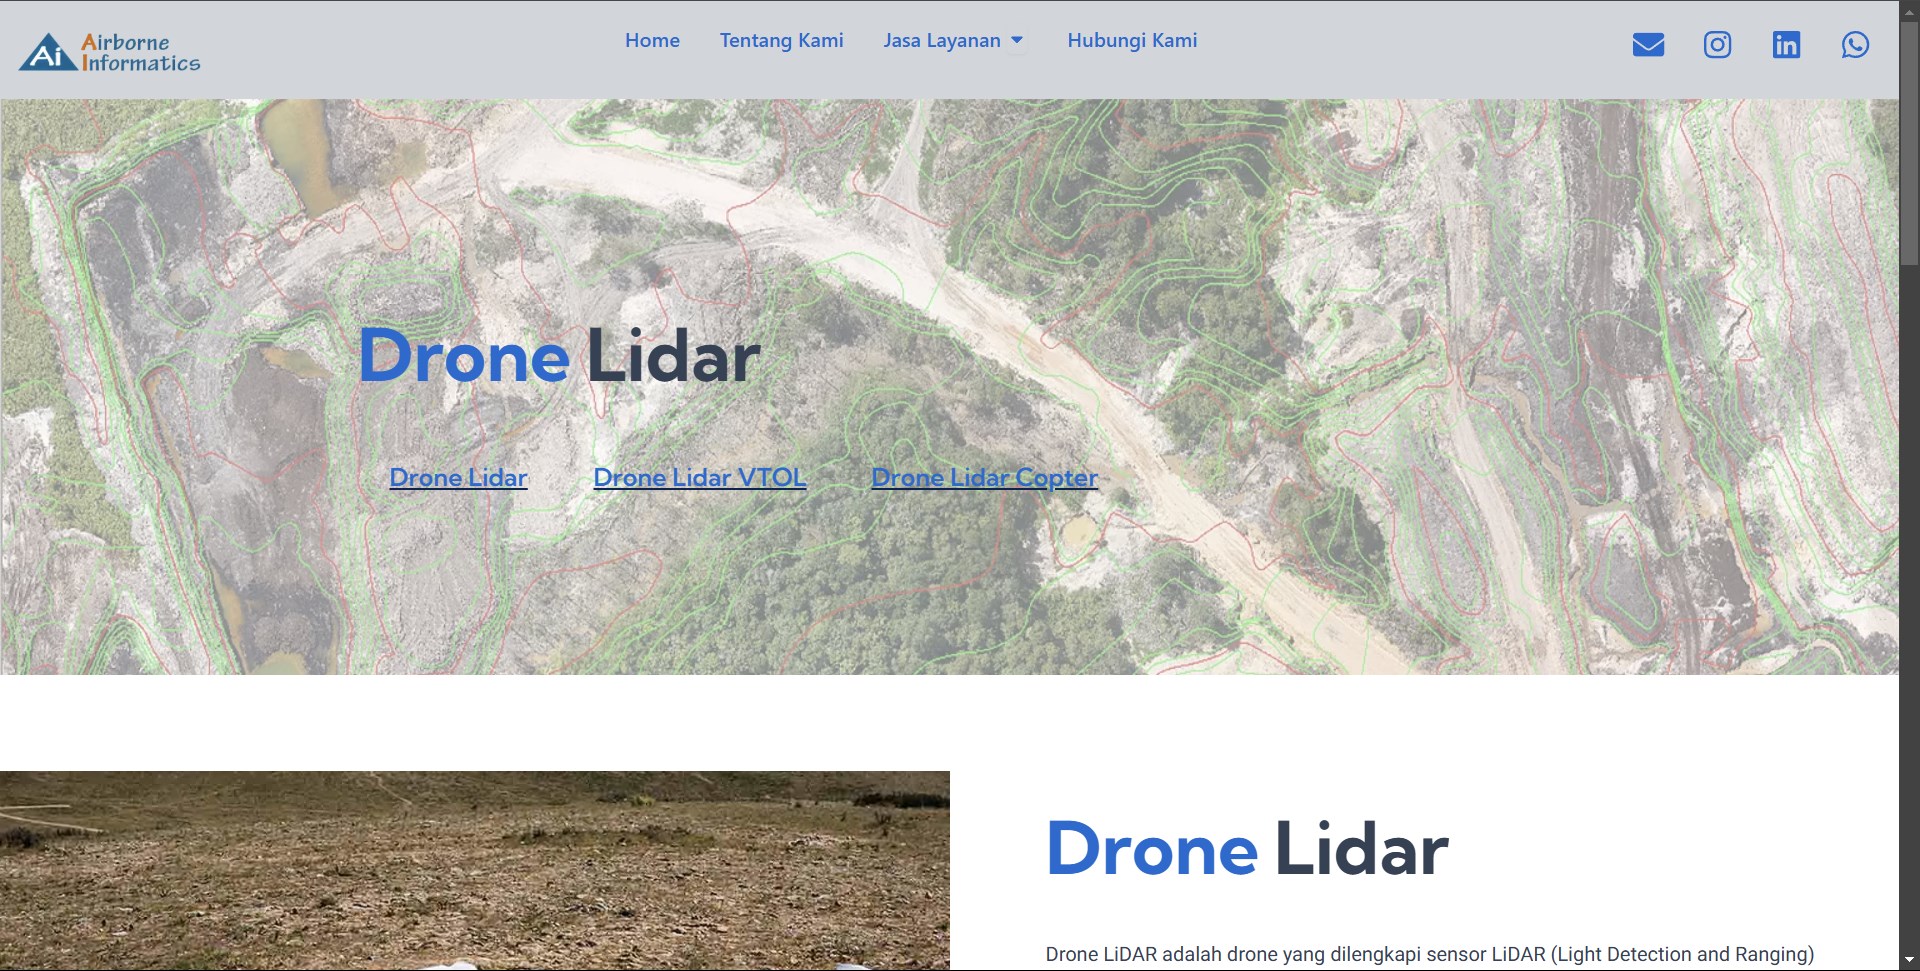 Ai Airborne
Informatics
Home Tentang Kami Jasa Layanan Hubungi Kami
Drone Lidar
Drone Lidar Drone Lidar VTOL Drone Lidar Copter
Drone Lidar
Drone LiDAR adalah drone yang dilengkapi sensor LiDAR (Light Detection and Ranging)